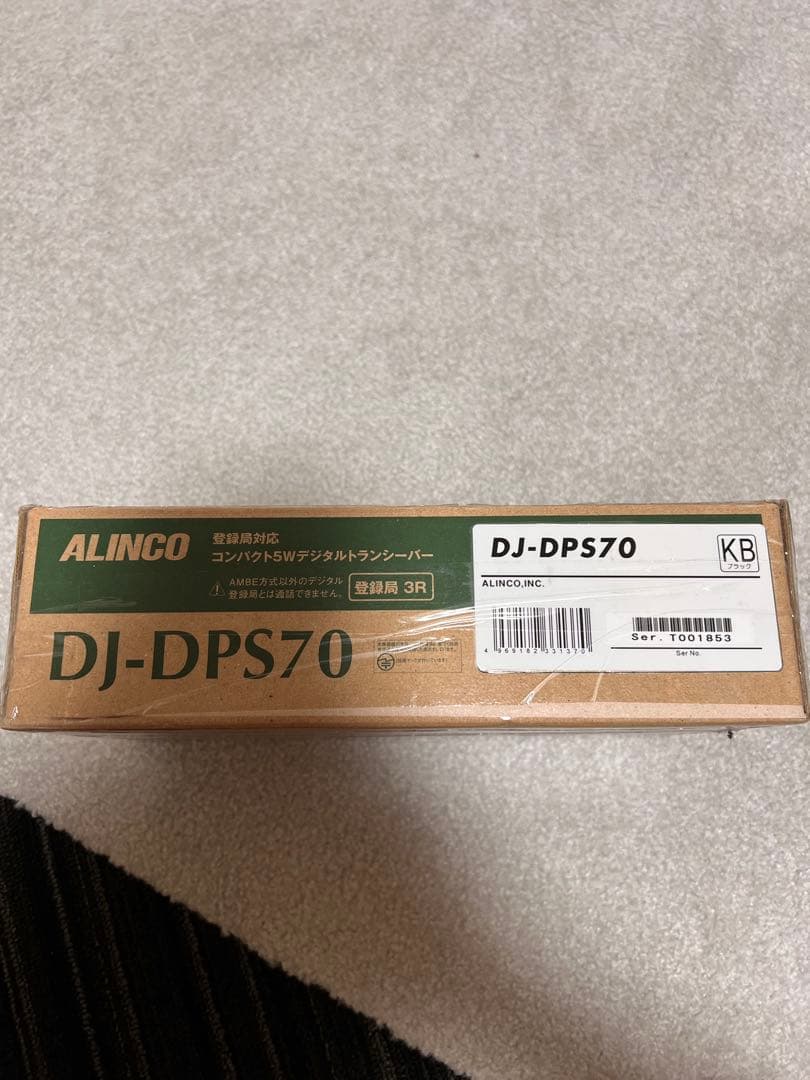 ALINCO
登録局対応
コンパクト5Wデジタルトランシーバー
AMBE方式以外のデジタル
登録局とは通話できません。
登録局 3R
DJ-DPS70
DJ-DPS70
KB
ブラック
ALINCO,INC.
4 969182 331370
Ser. T001853
Ser No.